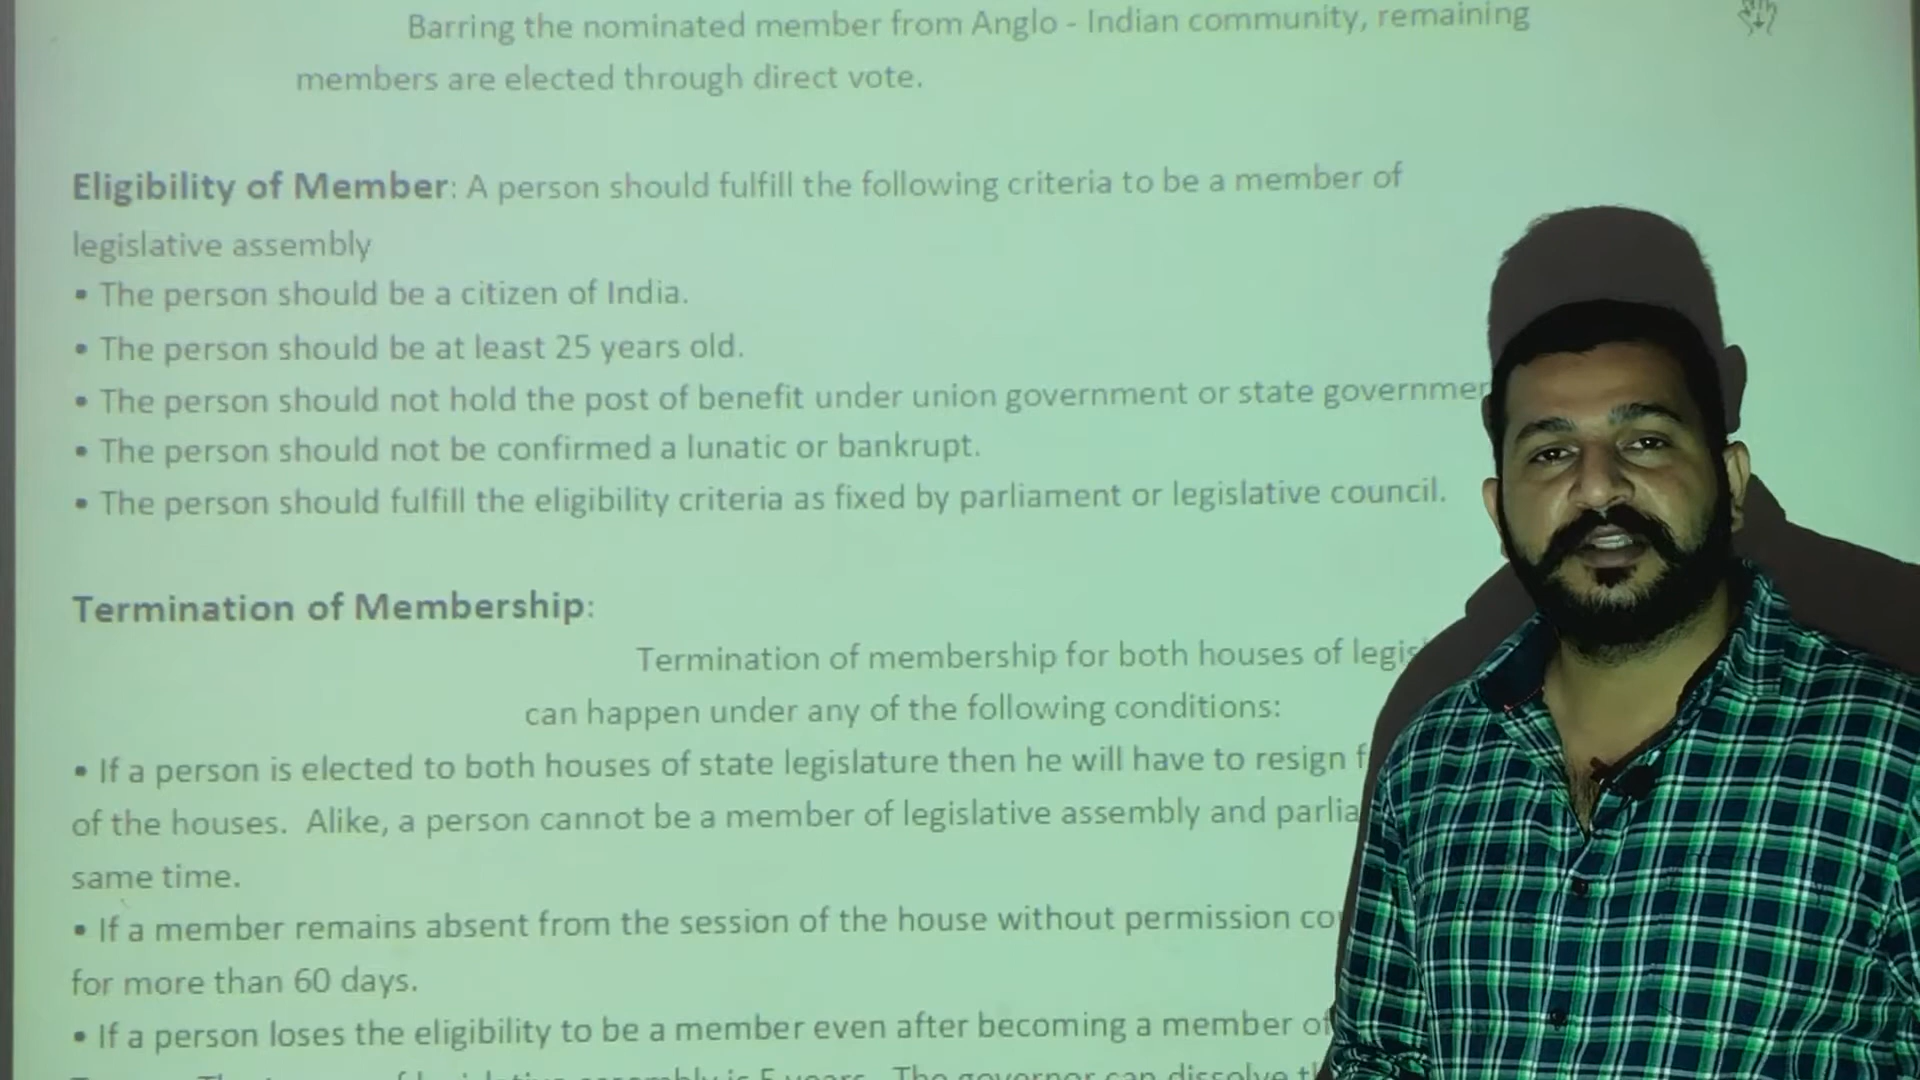 Barring the nominated member from Anglo - Indian community, remaining
members are elected through direct vote.
Eligibility of Member: A person should fulfill the following criteria to be a member of
legislative assembly
• The person should be a citizen of India.
• The person should be at least 25 years old.
• The person should not hold the post of benefit under union government or state
• The person should not be confirmed a lunatic or bankrupt.
• The person should fulfill the eligibility criteria as fixed by parliament or legislative council.
Termination of Membership:
Termination of membership for both houses of
can happen under any of the following conditions:
• If a person is elected to both houses of state legislature then he will have to resign
of the houses. Alike, a person cannot be a member of legislative assembly and
same time.
• If a member remains absent from the session of the house without permission
for more than 60 days.
• If a person loses the eligibility to be a member even after becoming a member of
is 5 years. The governor can dissolve